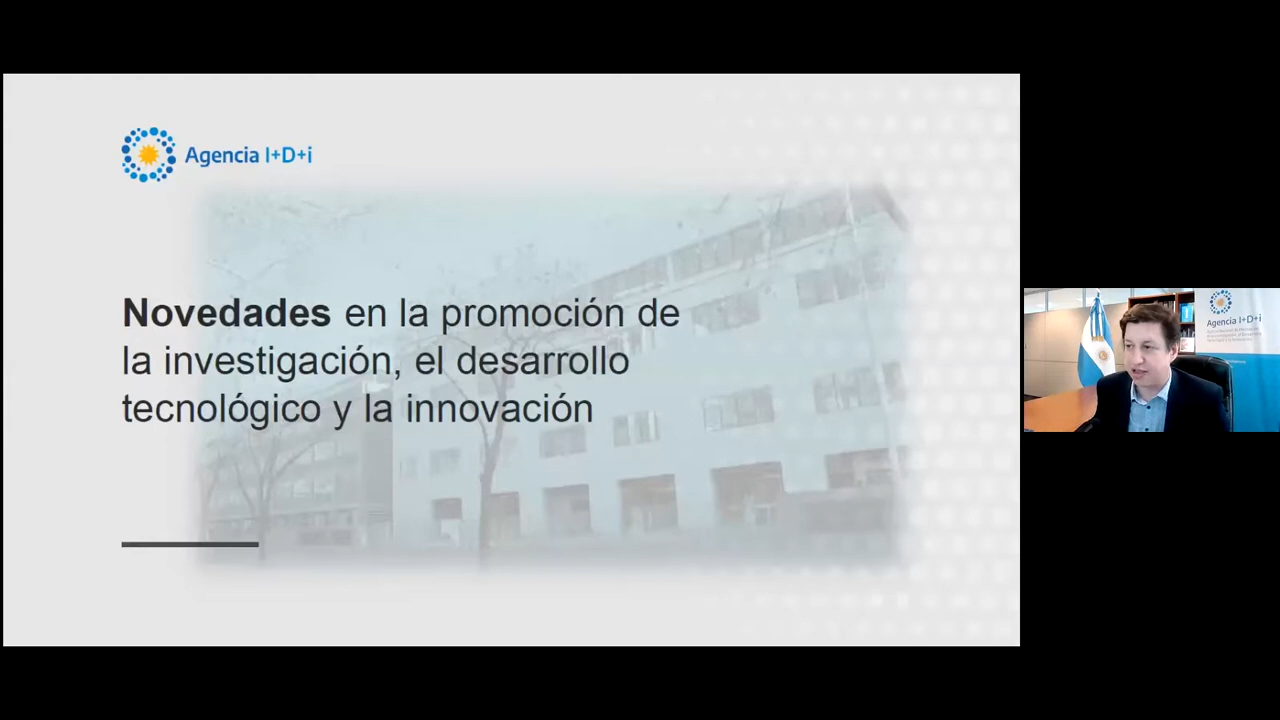 Agencia I+D+i
Novedades en la promoción de
la investigación, el desarrollo
tecnológico y la innovación
Agencia I+D+i